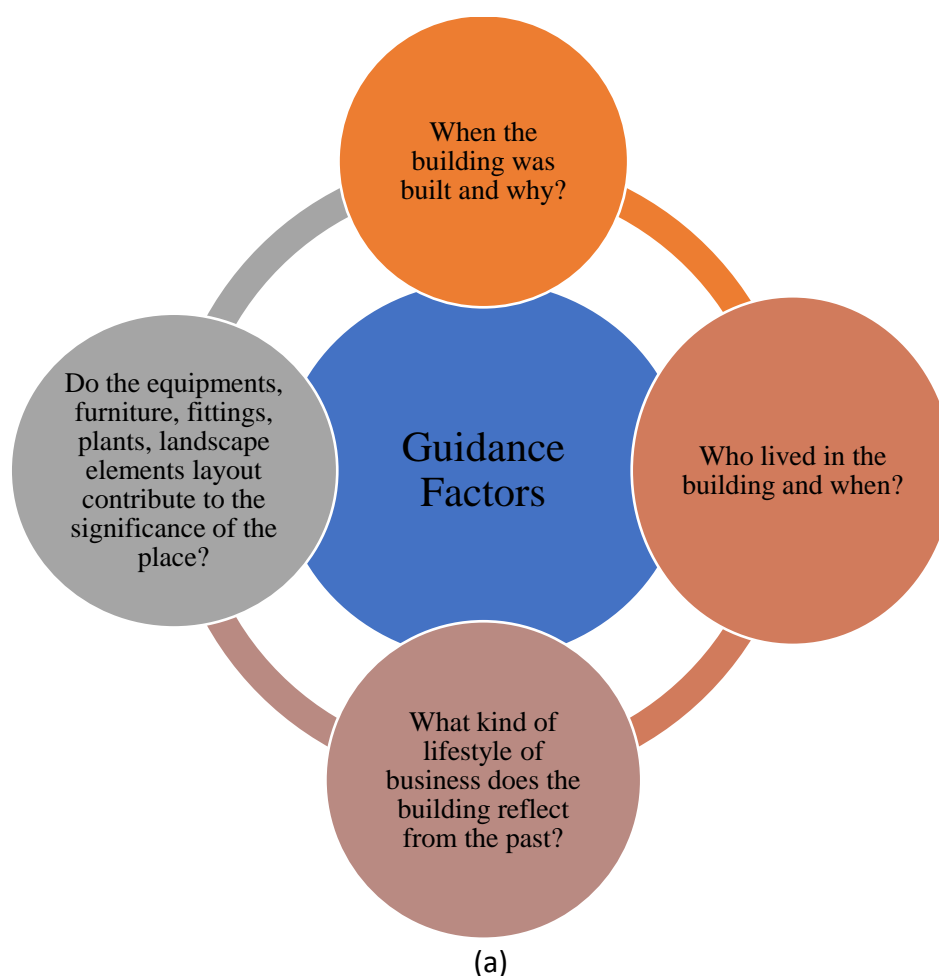 When the
building was
built and why?
Guidance
Factors
Who lived in the
building and when?
What kind of
lifestyle of
business does the
building reflect
from the past?
Do the equipments,
furniture, fittings,
plants, landscape
elements layout
contribute to the
significance of the
place?
(a)